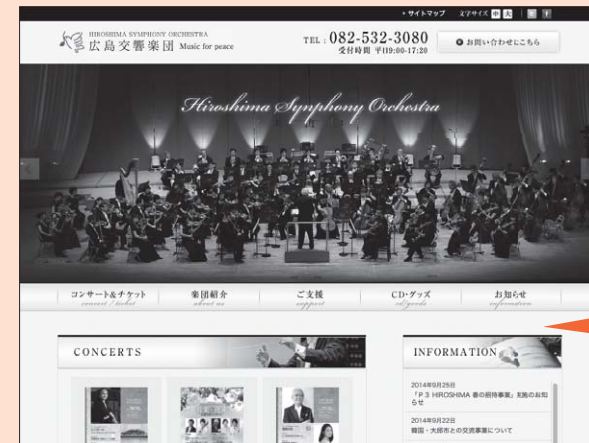 サイトマップ 文字サイズ 中 大
HIROSHIMA SYMPHONY ORCHESTRA
広島交響楽団 Music for peace
TEL : 082-532-3080
受付時間 平日9:00-17:20
お問い合わせはこちら
Hiroshima Symphony Orchestra
コンサート&チケット 楽団紹介 ご支援 CD・グッズ お知らせ
concert / ticket about us support cd/goods information
CONCERTS
INFORMATION
2014年9月25日
「P3 HIROSHIMA 春の招待事業」実施のお知
らせ
2014年9月22日
韓国・大邱市との交流事業について